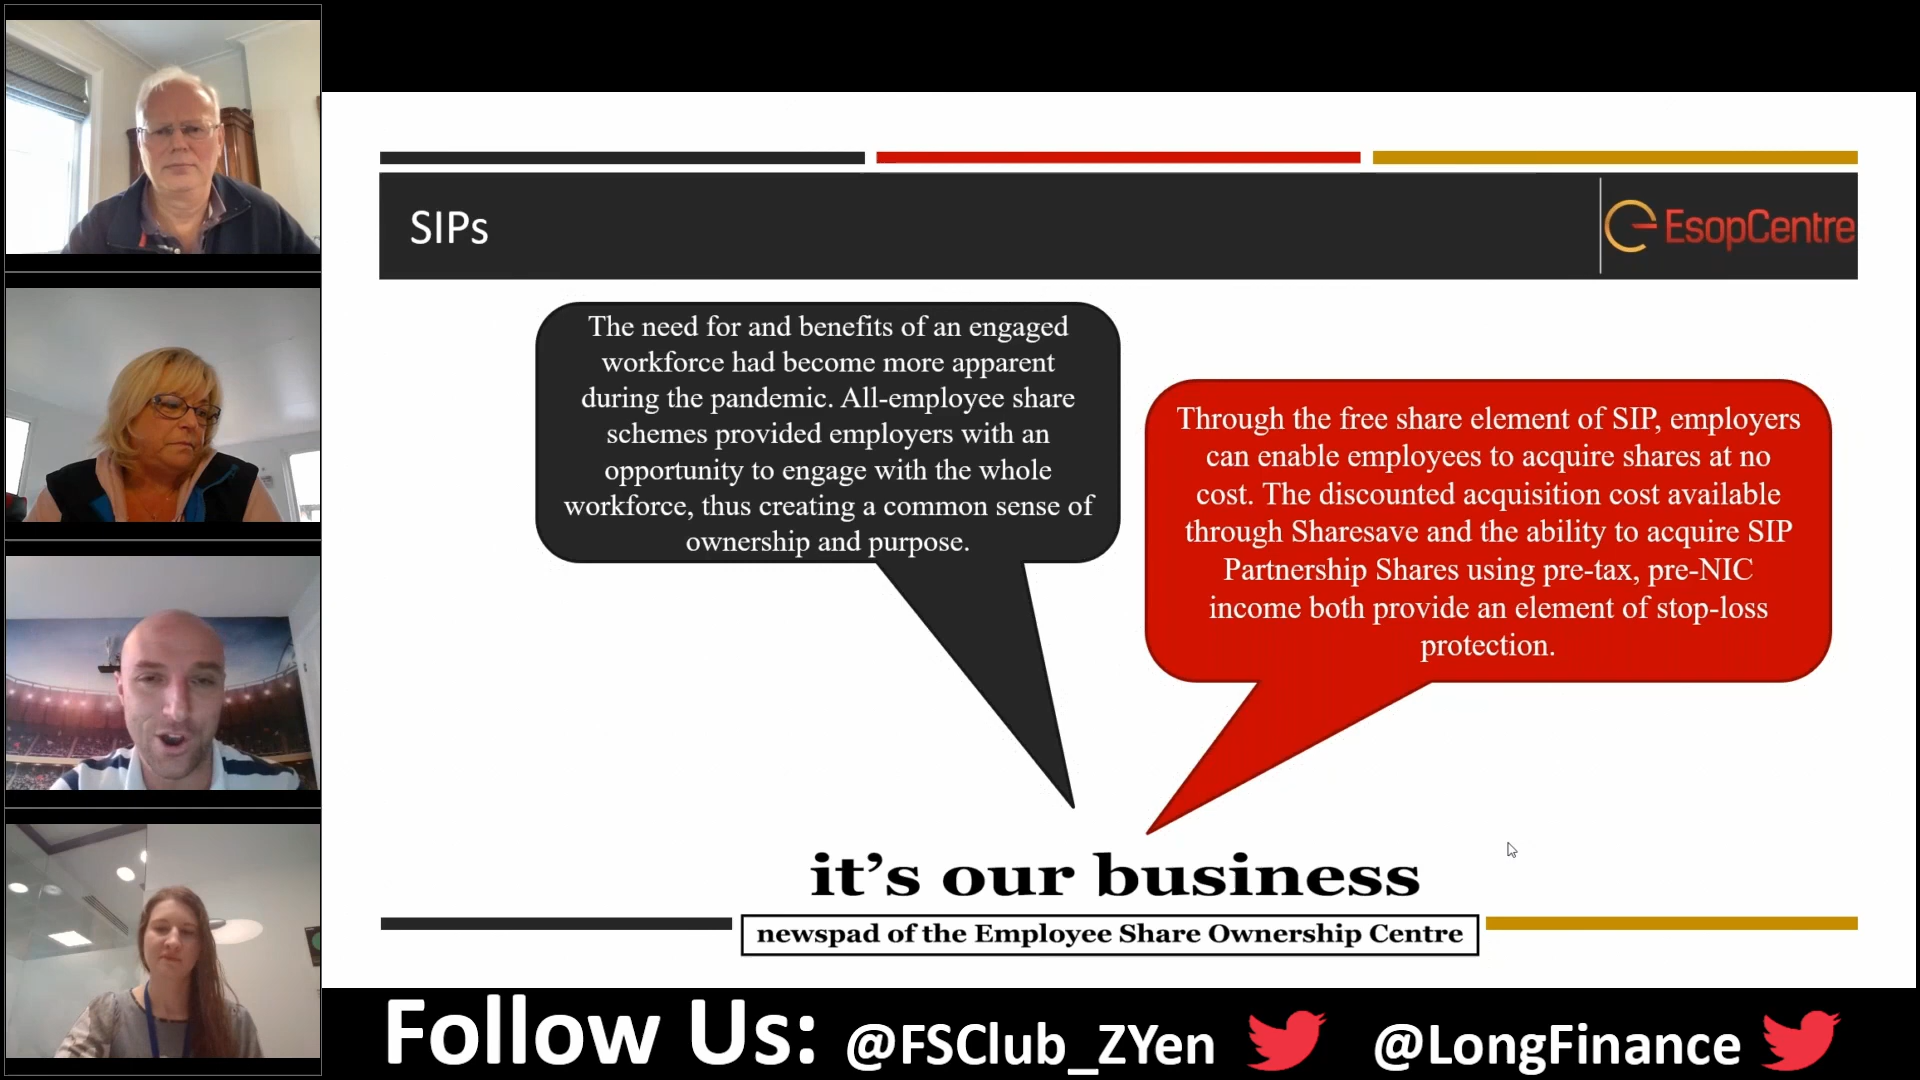 SIPs
EsopCentre
The need for and benefits of an engaged
workforce had become more apparent
during the pandemic. All-employee share
schemes provided employers with an
opportunity to engage with the whole
workforce, thus creating a common sense of
ownership and purpose.
Through the free share element of SIP, employers
can enable employees to acquire shares at no
cost. The discounted acquisition cost available
through Sharesave and the ability to acquire SIP
Partnership Shares using pre-tax, pre-NIC
income both provide an element of stop-loss
protection.
it’s our business
newspad of the Employee Share Ownership Centre
Follow Us: @FSClub_ZYen @LongFinance